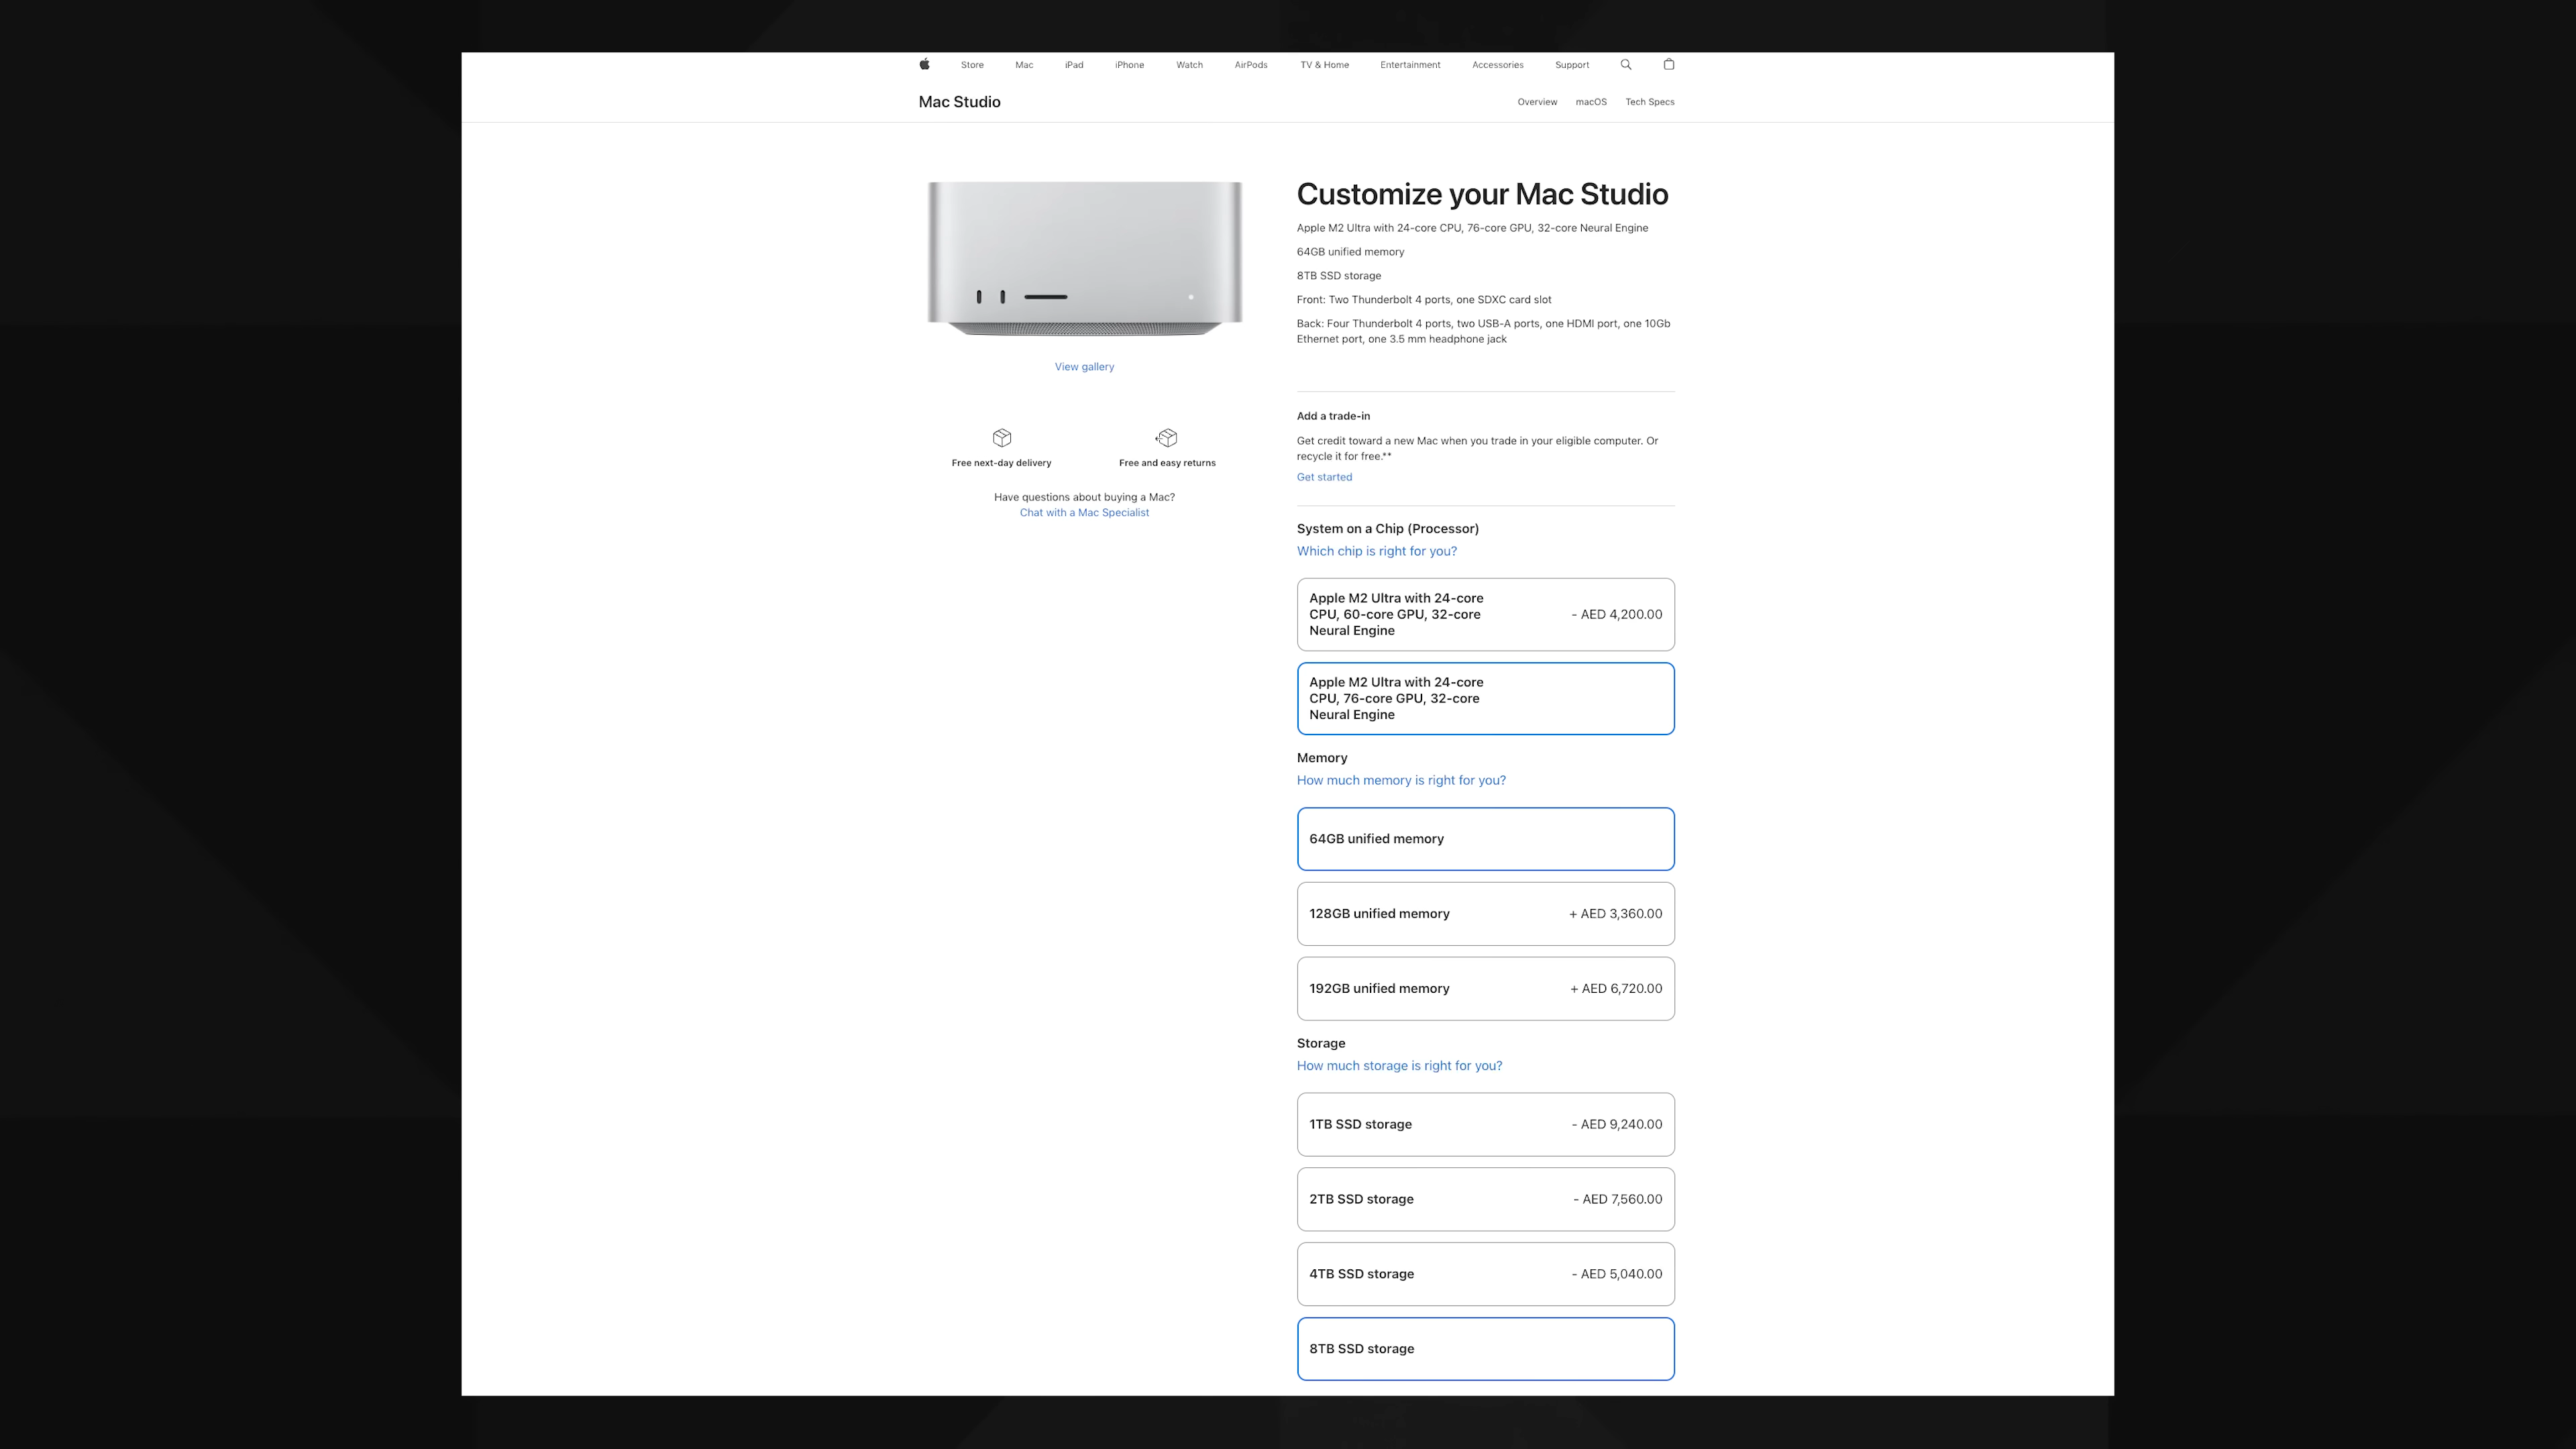 Store Mac iPad iPhone Watch AirPods TV & Home Entertainment Accessories Support
Mac Studio
Overview macOS Tech Specs
Customize your Mac Studio
Apple M2 Ultra with 24-core CPU, 76-core GPU, 32-core Neural Engine
64GB unified memory
8TB SSD storage
Front: Two Thunderbolt 4 ports, one SDXC card slot
Back: Four Thunderbolt 4 ports, two USB-A ports, one HDMI port, one 10Gb
Ethernet port, one 3.5 mm headphone jack
View gallery
Free next-day delivery
Free and easy returns
Have questions about buying a Mac?
Chat with a Mac Specialist
Add a trade-in
Get credit toward a new Mac when you trade in your eligible computer. Or
recycle it for free.**
Get started
System on a Chip (Processor)
Which chip is right for you?
Apple M2 Ultra with 24-core
CPU, 60-core GPU, 32-core
Neural Engine
- AED 4,200.00
Apple M2 Ultra with 24-core
CPU, 76-core GPU, 32-core
Neural Engine
Memory
How much memory is right for you?
64GB unified memory
128GB unified memory + AED 3,360.00
192GB unified memory + AED 6,720.00
Storage
How much storage is right for you?
1TB SSD storage - AED 9,240.00
2TB SSD storage - AED 7,560.00
4TB SSD storage - AED 5,040.00
8TB SSD storage